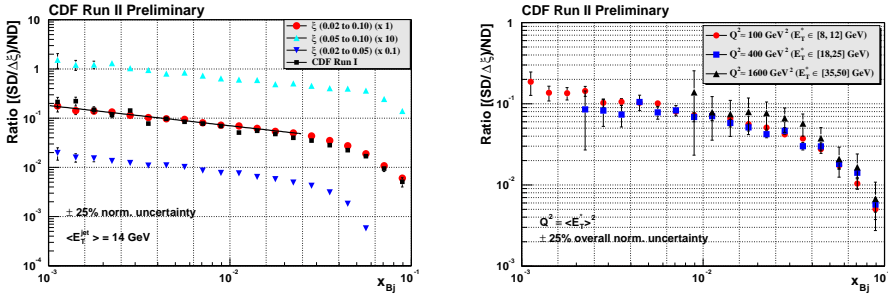 CDF Run II Preliminary
Ratio [(SD/Δξ)/ND]
ξ (0.02 to 0.10) (x 1)
ξ (0.05 to 0.10) (x 10)
ξ (0.02 to 0.05) (x 0.1)
CDF Run I
10
1
10^-1
10^-2
10^-3
10^-4
± 25% norm. uncertainty
<E_T^jet> = 14 GeV
10^-3
10^-2
10^-1
x_Bj
CDF Run II Preliminary
Ratio [(SD/Δξ)/ND]
Q²= 100 GeV² (E_T^* ∈ [8, 12] GeV)
Q²= 400 GeV² (E_T^* ∈ [18,25] GeV)
Q²= 1600 GeV² (E_T^* ∈ [35,50] GeV)
1
10^-1
10^-2
10^-3
Q² = <E_T^*>²
± 25% overall norm. uncertainty
10^-3
10^-2
10^-1
x_Bj